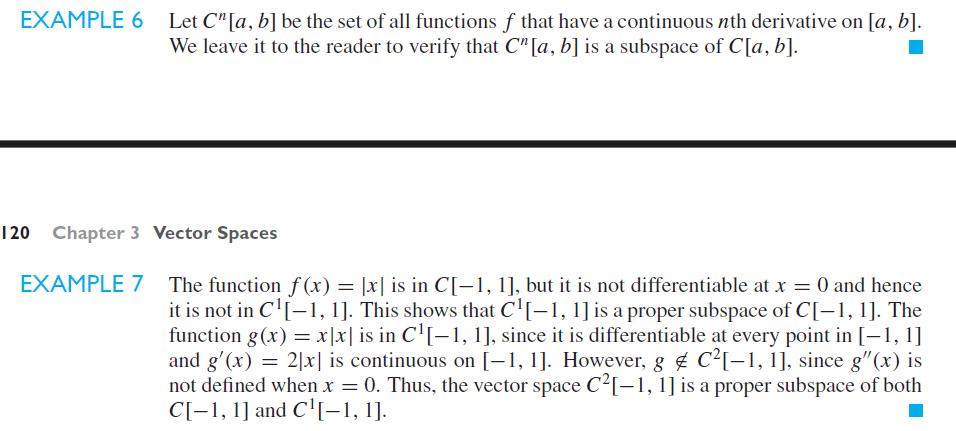 EXAMPLE 6 Let Cⁿ[a, b] be the set of all functions f that have a continuous nth derivative on [a, b].
We leave it to the reader to verify that Cⁿ[a, b] is a subspace of C[a, b].
120 Chapter 3 Vector Spaces
EXAMPLE 7 The function f(x) = |x| is in C[−1, 1], but it is not differentiable at x = 0 and hence
it is not in C¹[−1, 1]. This shows that C¹[−1, 1] is a proper subspace of C[−1, 1]. The
function g(x) = x|x| is in C¹[−1, 1], since it is differentiable at every point in [−1, 1]
and g′(x) = 2|x| is continuous on [−1, 1]. However, g ∉ C²[−1, 1], since g″(x) is
not defined when x = 0. Thus, the vector space C²[−1, 1] is a proper subspace of both
C[−1, 1] and C¹[−1, 1].